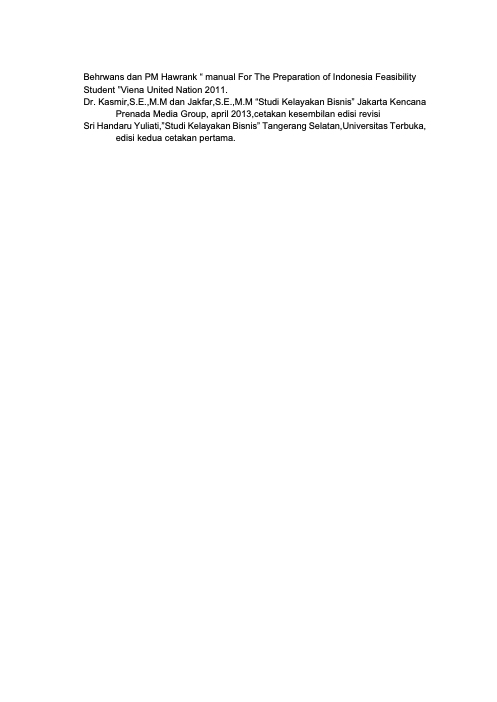 Behrwans dan PM Hawrank “ manual For The Preparation of Indonesia Feasibility
Student ”Viena United Nation 2011.
Dr. Kasmir,S.E.,M.M dan Jakfar,S.E.,M.M ”Studi Kelayakan Bisnis” Jakarta Kencana
Prenada Media Group, april 2013,cetakan kesembilan edisi revisi
Sri Handaru Yuliati,”Studi Kelayakan Bisnis” Tangerang Selatan,Universitas Terbuka,
edisi kedua cetakan pertama.